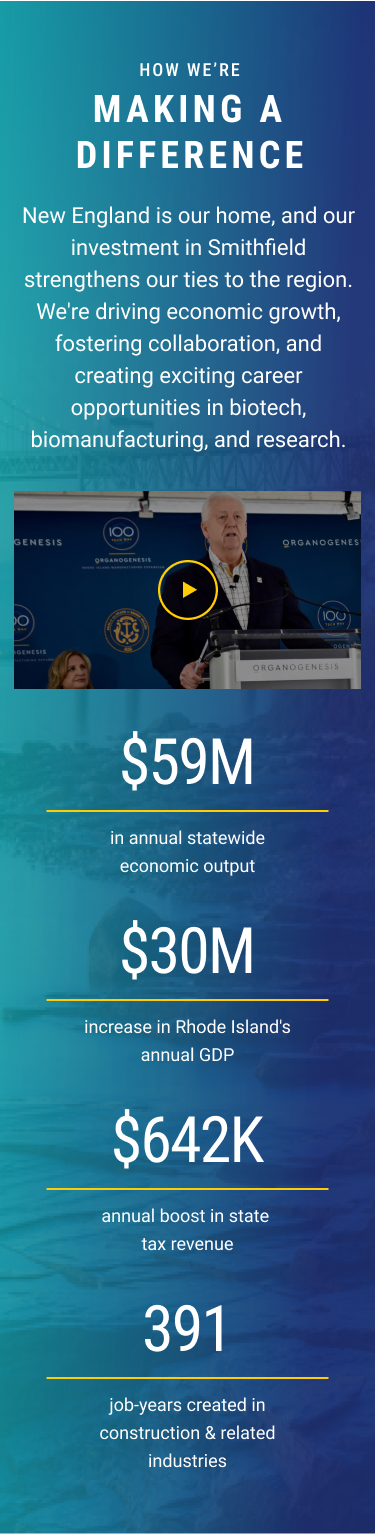 HOW WE'RE
MAKING A
DIFFERENCE
New England is our home, and our
investment in Smithfield
strengthens our ties to the region.
We're driving economic growth,
fostering collaboration, and
creating exciting career
opportunities in biotech,
biomanufacturing, and research.
100
ORGANOGENESIS
ORGANOGENESIS
$59M
in annual statewide
economic output
$30M
increase in Rhode Island's
annual GDP
$642K
annual boost in state
tax revenue
391
job-years created in
construction & related
industries